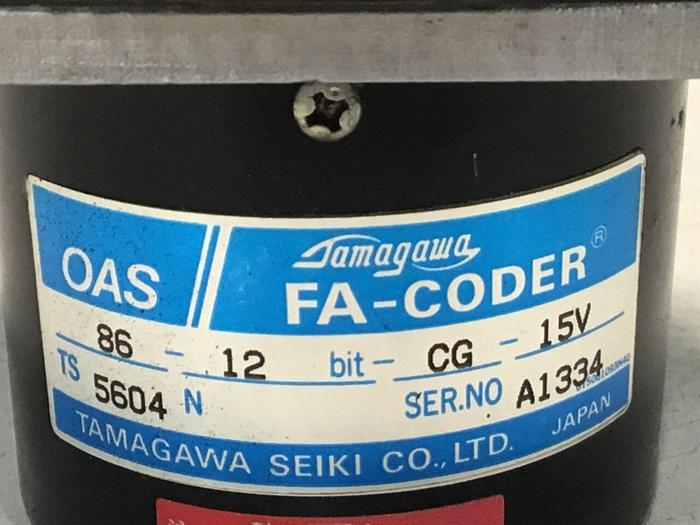 OAS
Tamagawa ®
FA-CODER
86 - 12 bit - CG - 15V
TS 5604 N SER.NO A1334
TAMAGAWA SEIKI CO., LTD. JAPAN